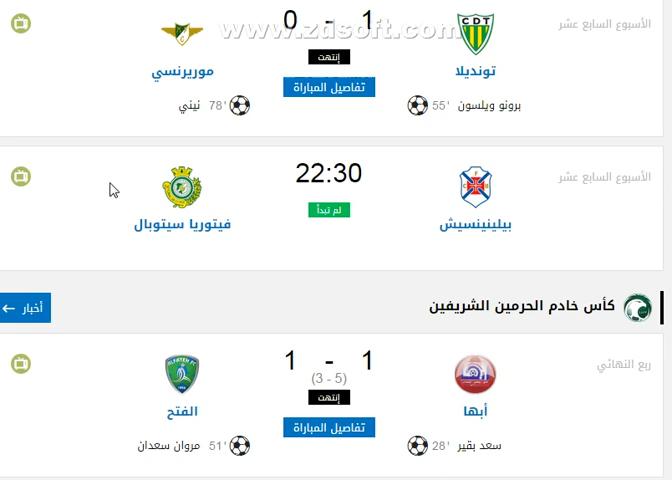 الأسبوع السابع عشر
CDT
تونديلا
1 - 0
إنتهت
تفاصيل المباراة
موريرنسي
برونو ويلسون 55'
نيني 78'
www.zdsoft.com
الأسبوع السابع عشر
بيلينينسيش
22:30
لم تبدأ
فيتوريا سيتوبال
كأس خادم الحرمين الشريفين
أخبار
ربع النهائي
أبها
1 - 1
(3 - 5)
إنتهت
تفاصيل المباراة
الفتح
سعد بقير 28'
مروان سعدان 51'